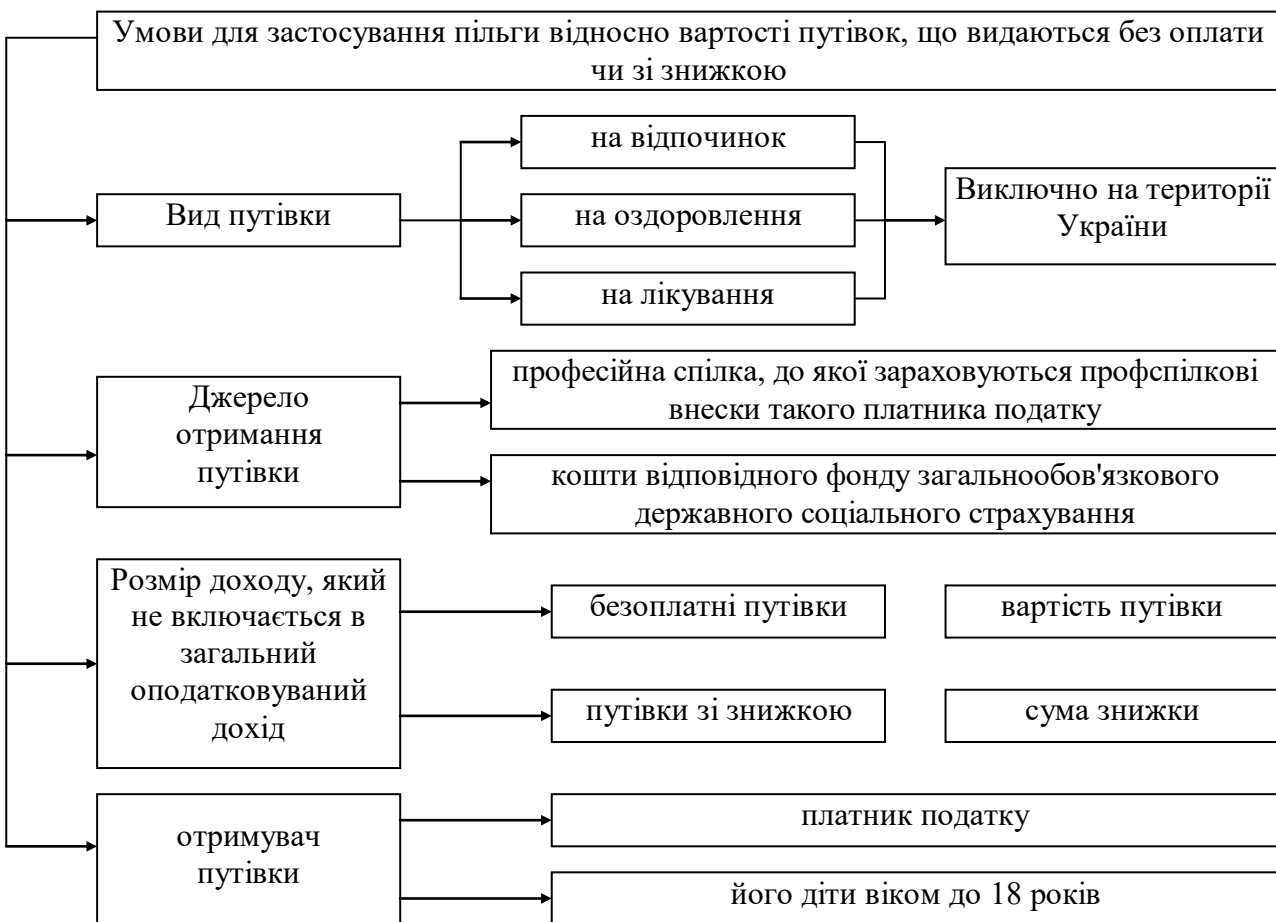 Умови для застосування пільги відносно вартості путівок, що видаються без оплати
чи зі знижкою
Вид путівки
на відпочинок
на оздоровлення
на лікування
Виключно на території
України
Джерело
отримання
путівки
професійна спілка, до якої зараховуються профспілкові
внески такого платника податку
кошти відповідного фонду загальнообов'язкового
державного соціального страхування
Розмір доходу, який
не включається в
загальний
оподатковуваний
дохід
безоплатні путівки
вартість путівки
путівки зі знижкою
сума знижки
отримувач
путівки
платник податку
його діти віком до 18 років